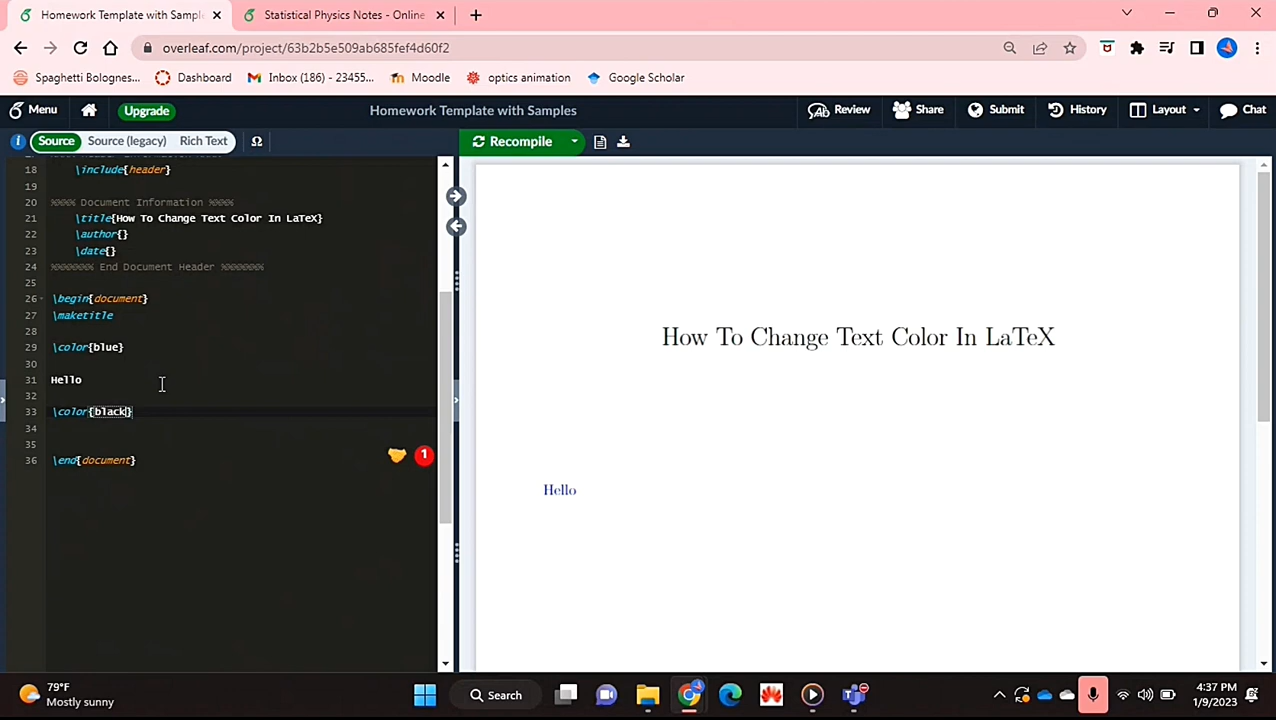 Homework Template with Sampl
Statistical Physics Notes - Online
overleaf.com/project/63b2b5e509ab685fef4d60f2
Spaghetti Bolognes...
Dashboard
Inbox (186) - 23455...
Moodle
optics animation
Google Scholar
Menu
Upgrade
Homework Template with Samples
Review
Share
Submit
History
Layout
Chat
Source
Source (legacy)
Rich Text
Ω
Recompile
18 \include{header}
19
20 %%%% Document Information %%%%
21 \title{How To Change Text Color In LaTeX}
22 \author{}
23 \date{}
24 %%%%%%%% End Document Header %%%%%%%%
25
26 \begin{document}
27 \maketitle
28
29 \color{blue}
30
31 Hello
32
33 \color{black}
34
35
36 \end{document}
1
How To Change Text Color In LaTeX
Hello
79°F
Mostly sunny
Search
4:37 PM
1/9/2023